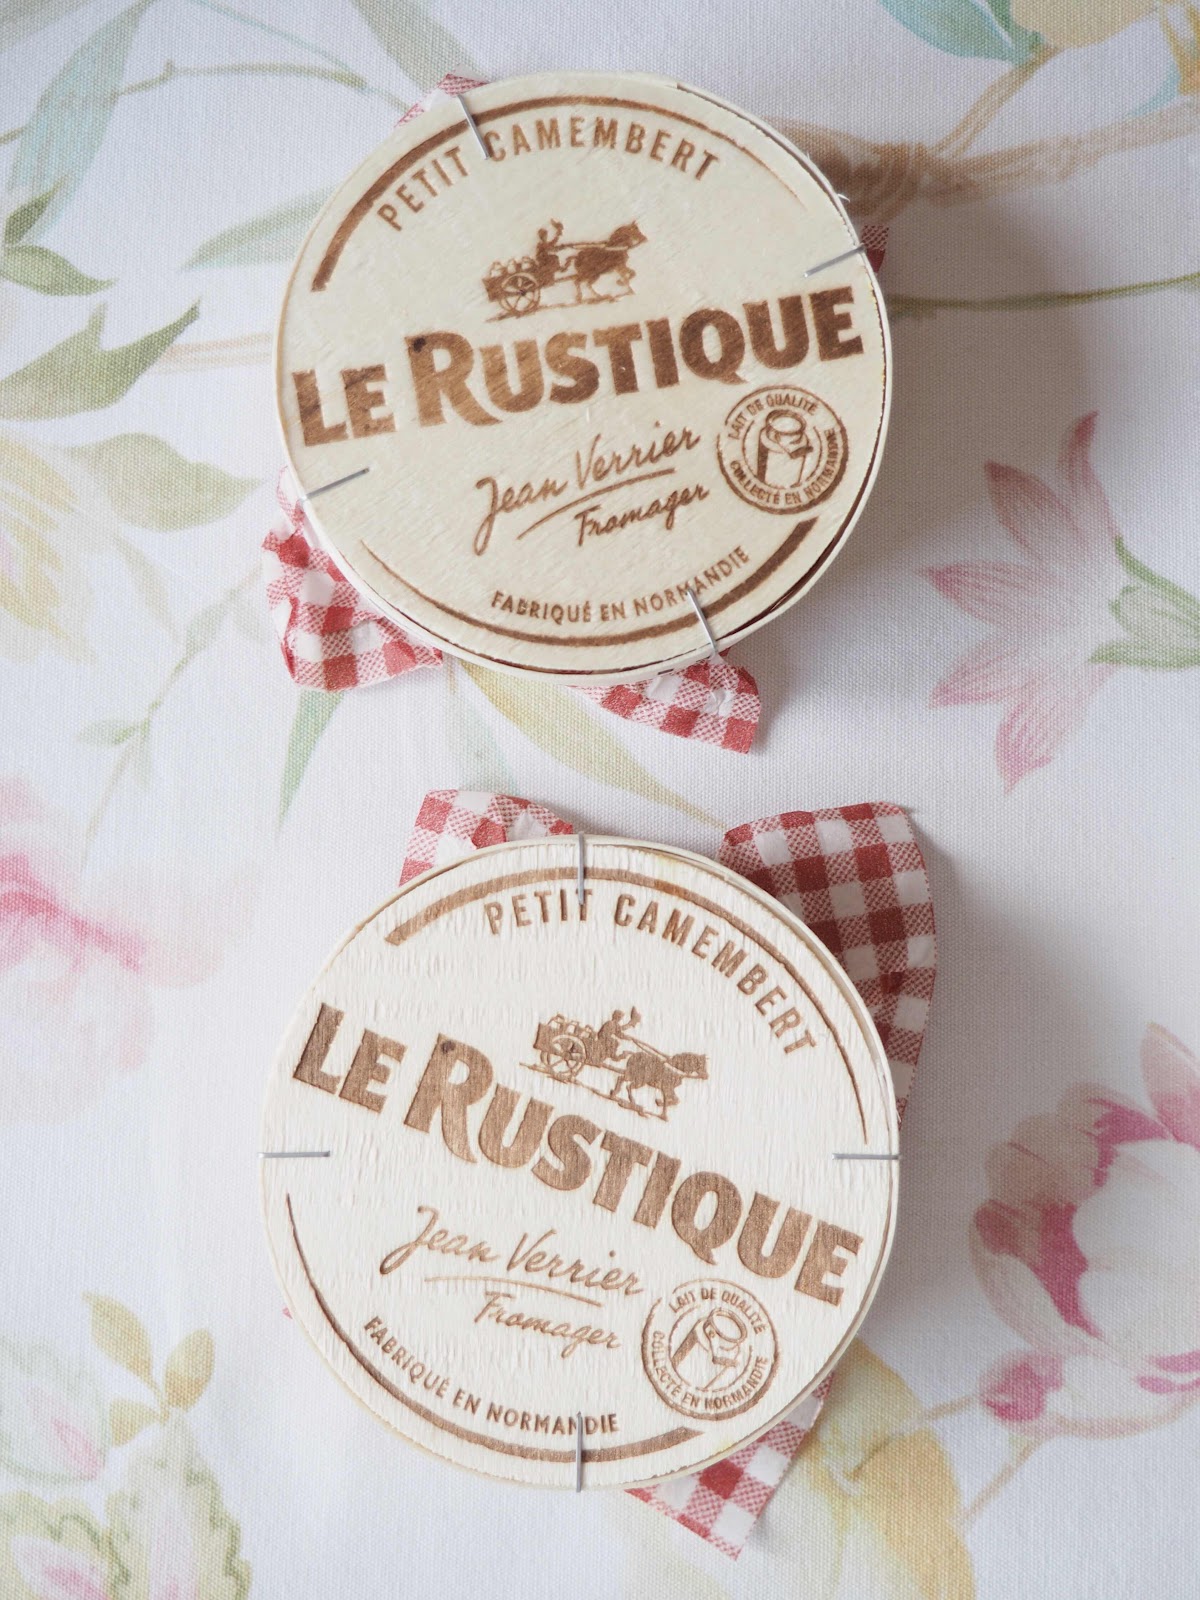 PETIT CAMEMBERT
LE RUSTIQUE
Jean Verrier
Fromager
LAIT DE QUALITÉ
COLLECTÉ EN NORMANDIE
FABRIQUÉ EN NORMANDIE
PETIT CAMEMBERT
LE RUSTIQUE
Jean Verrier
Fromager
LAIT DE QUALITÉ
COLLECTÉ EN NORMANDIE
FABRIQUÉ EN NORMANDIE